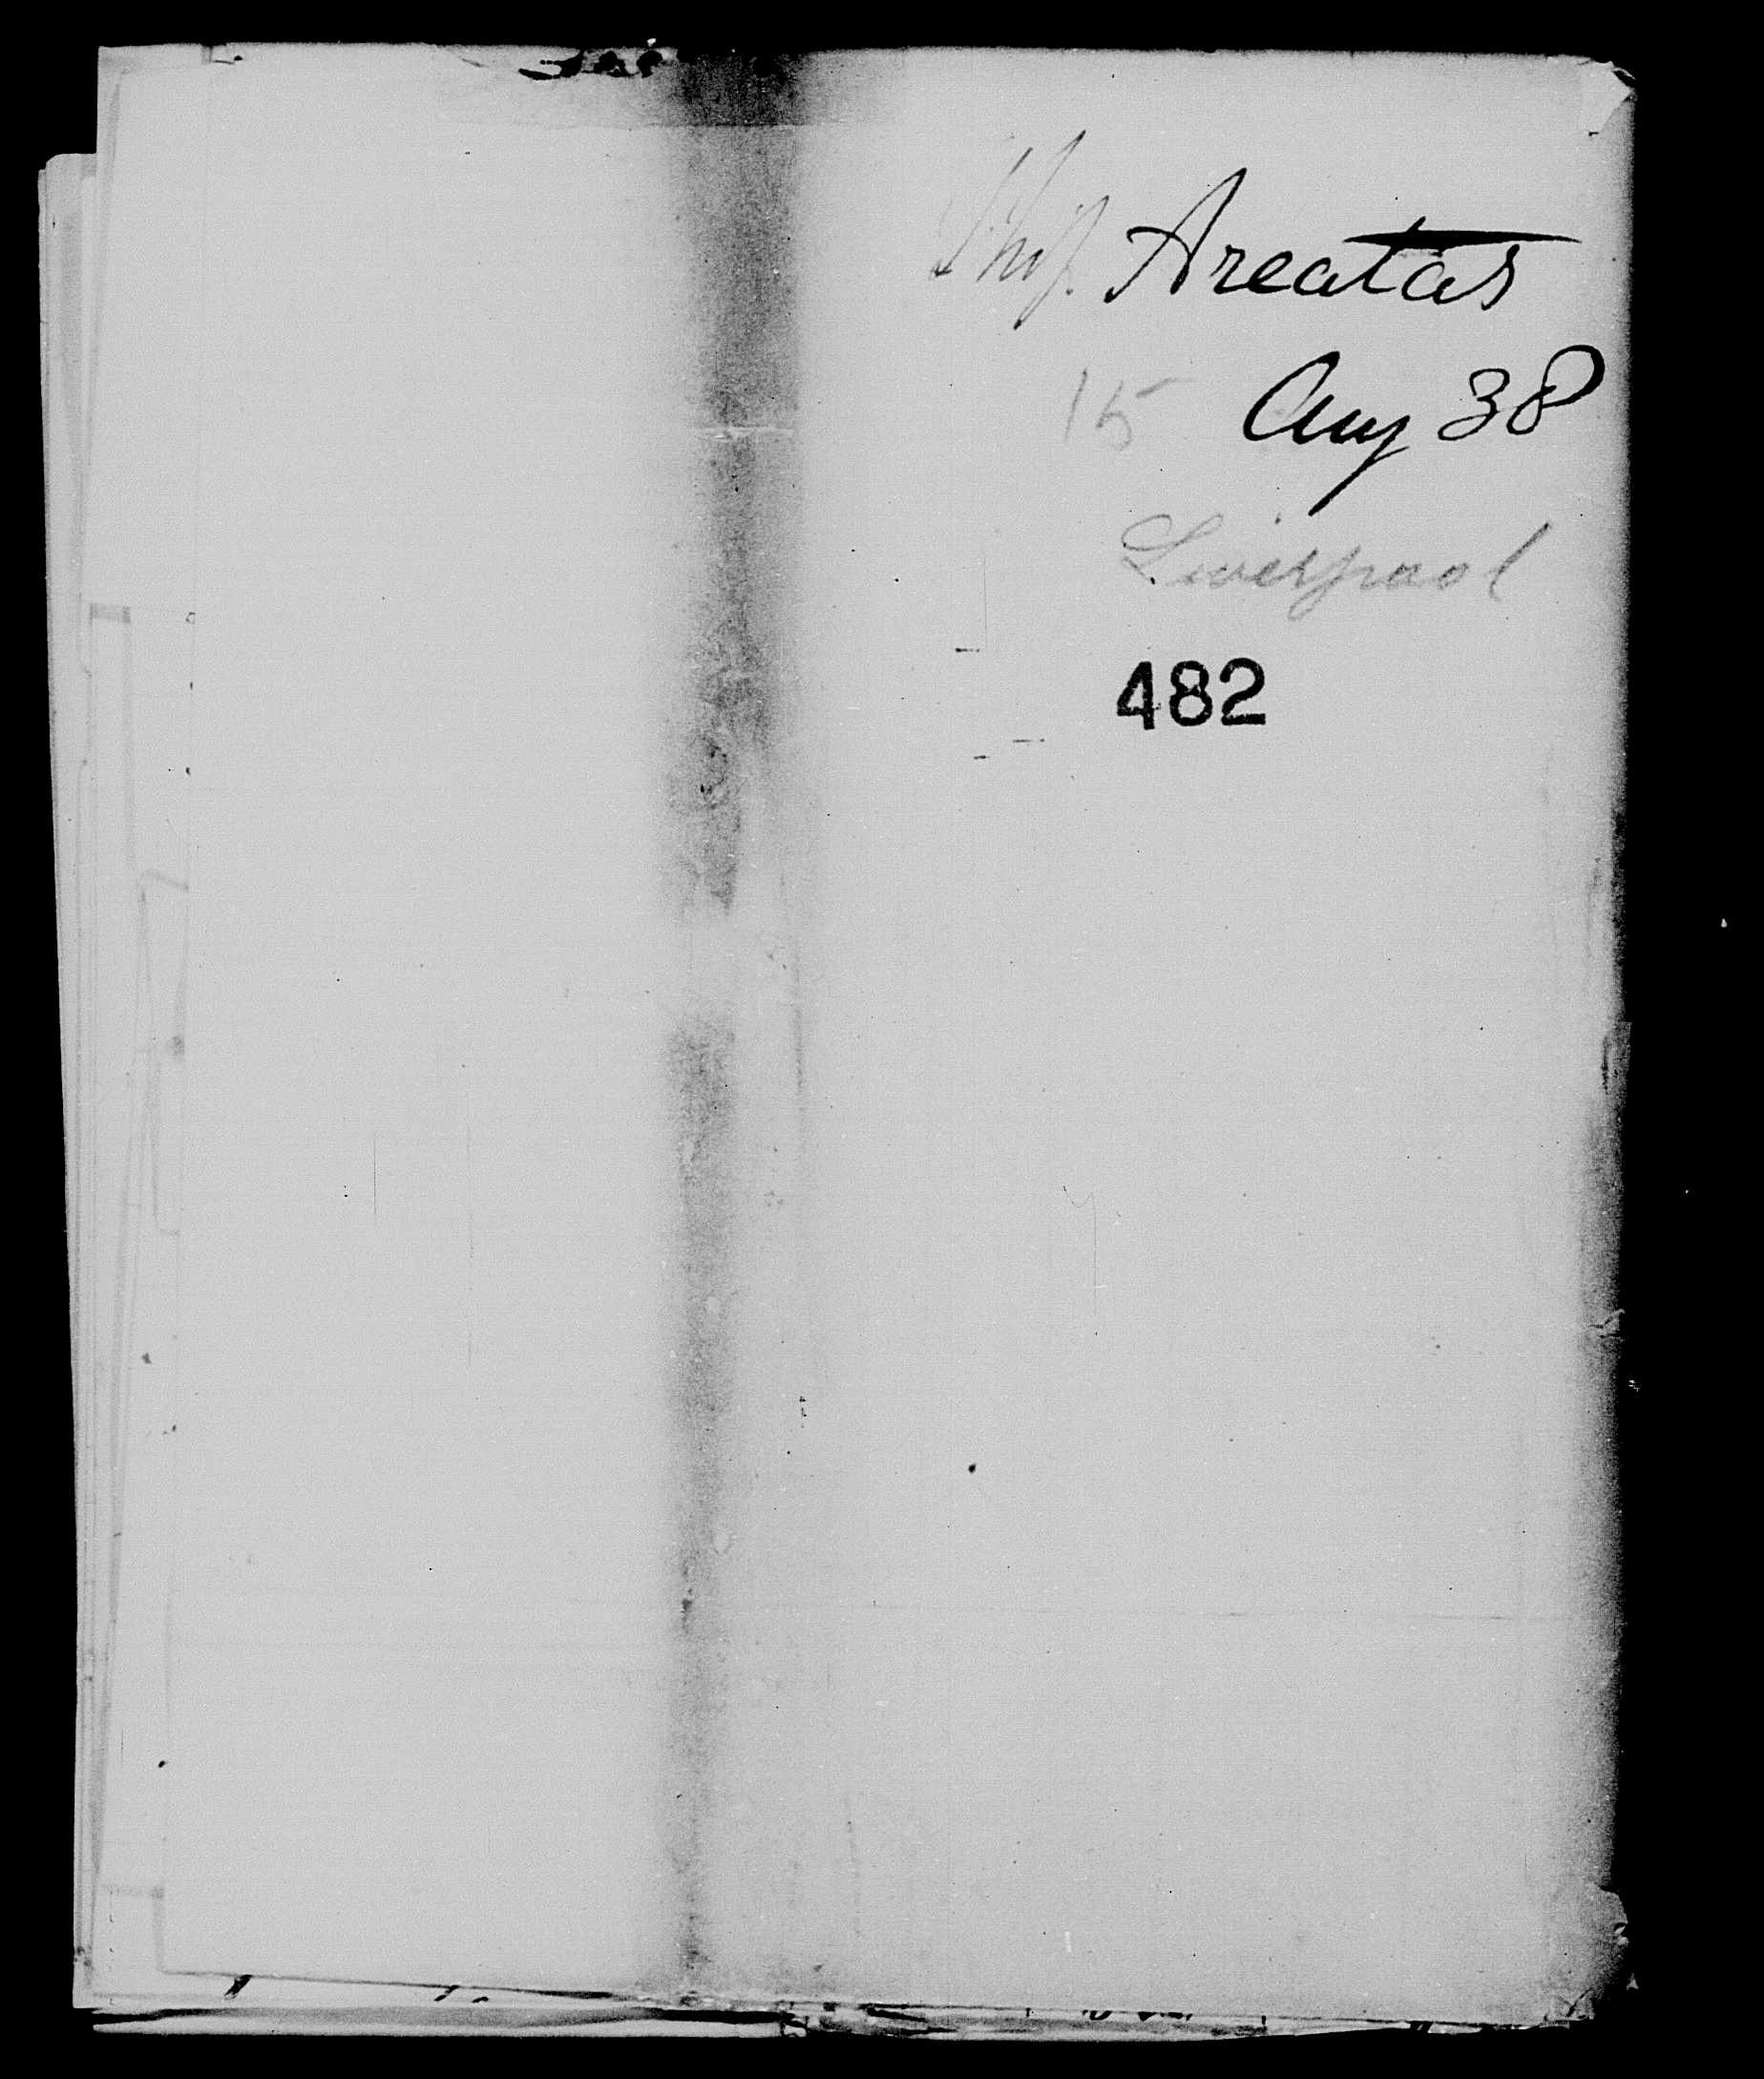 Ship Areatas
15 Aug 38
Liverpool
482